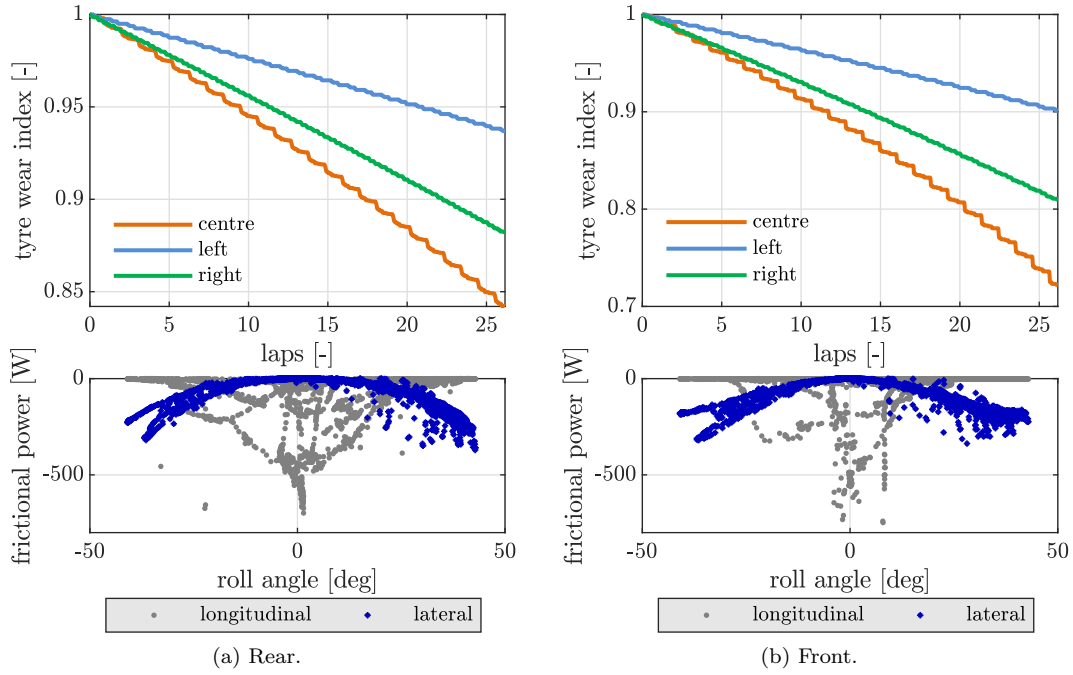 tyre wear index [-]
1
0.95
0.9
0.85
centre
left
right
0 5 10 15 20 25
laps [-]
frictional power [W]
0
-500
-50 0 50
roll angle [deg]
longitudinal lateral
(a) Rear.
tyre wear index [-]
1
0.9
0.8
0.7
centre
left
right
0 5 10 15 20 25
laps [-]
frictional power [W]
0
-500
-50 0 50
roll angle [deg]
longitudinal lateral
(b) Front.